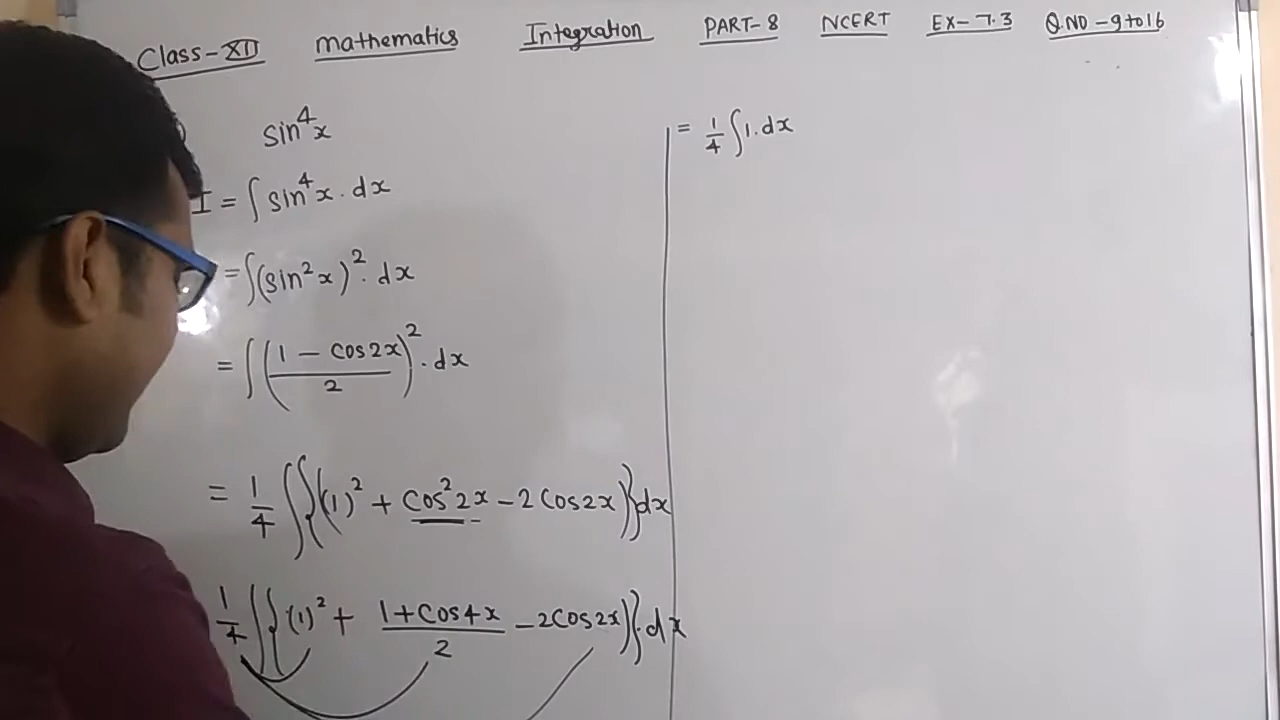 Class-XII Mathematics Integration PART-8 NCERT EX-7.3 Q.NO-9to16
sin⁴x
I = ∫ sin⁴x . dx
= ∫(sin²x)² . dx
= ∫((1 - cos2x)/2)² . dx
= 1/4 ∫{(1)² + cos²2x - 2cos2x}dx
1/4 ∫{(1)² + (1+cos4x)/2 - 2cos2x}.dx
= 1/4 ∫1.dx